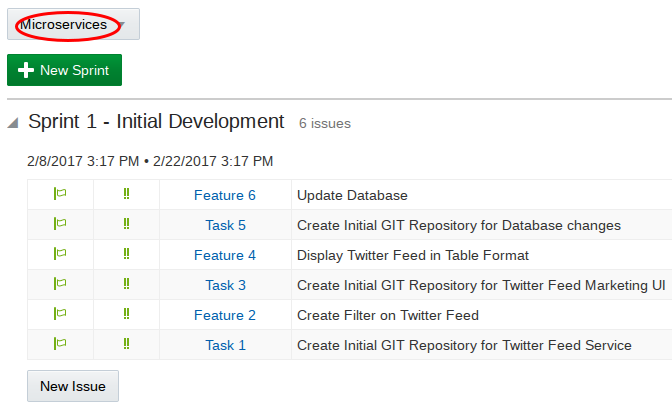 Microservices
New Sprint
Sprint 1 - Initial Development 6 issues
2/8/2017 3:17 PM • 2/22/2017 3:17 PM
!! Feature 6 Update Database
!! Task 5 Create Initial GIT Repository for Database changes
!! Feature 4 Display Twitter Feed in Table Format
!! Task 3 Create Initial GIT Repository for Twitter Feed Marketing UI
!! Feature 2 Create Filter on Twitter Feed
!! Task 1 Create Initial GIT Repository for Twitter Feed Service
New Issue